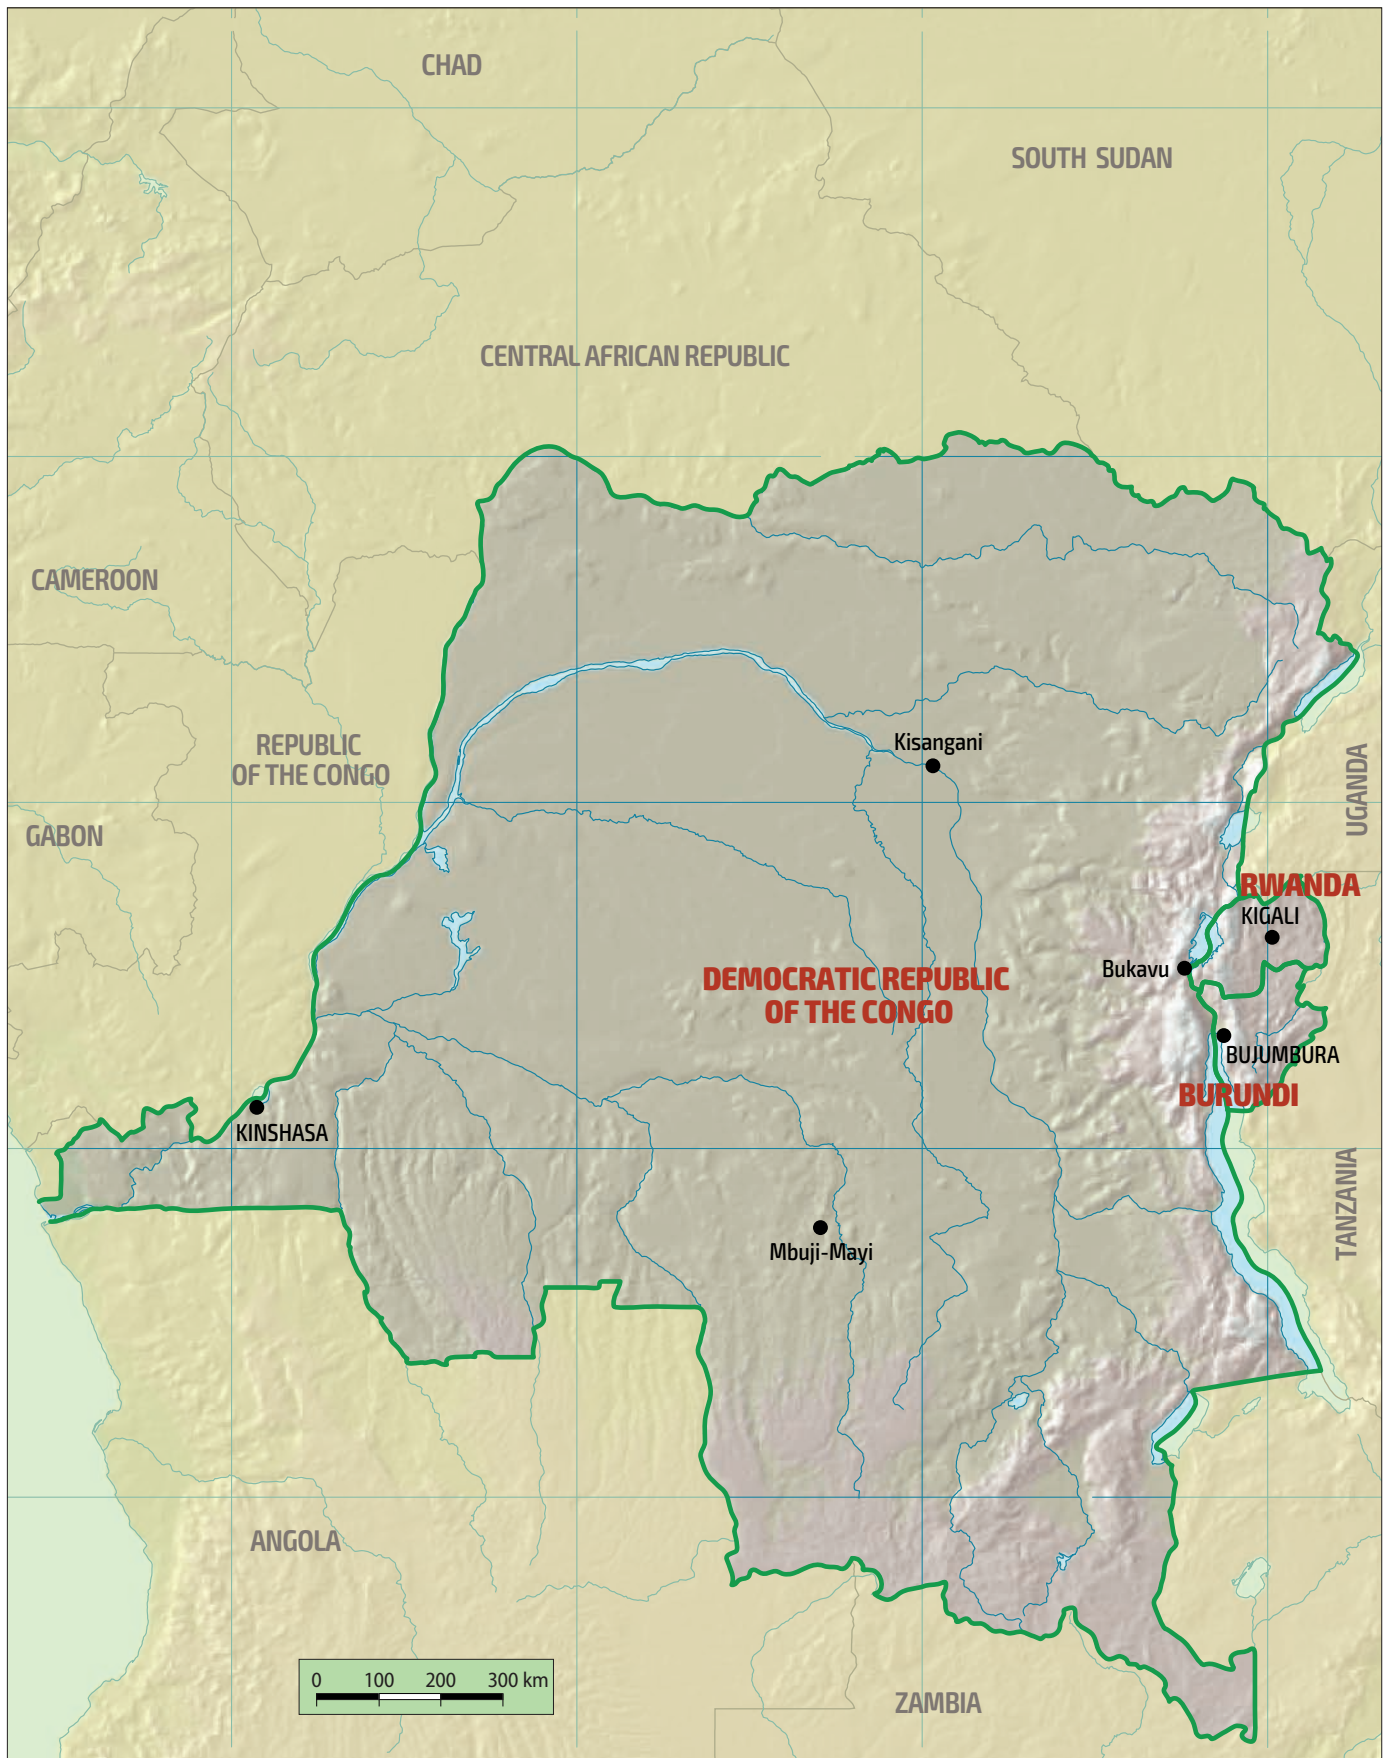 CHAD
SOUTH SUDAN
CENTRAL AFRICAN REPUBLIC
CAMEROON
REPUBLIC
OF THE CONGO
Kisangani
UGANDA
GABON
RWANDA
KIGALI
Bukavu
DEMOCRATIC REPUBLIC
OF THE CONGO
BUJUMBURA
BURUNDI
KINSHASA
TANZANIA
Mbuji-Mayi
ANGOLA
0 100 200 300 km
ZAMBIA